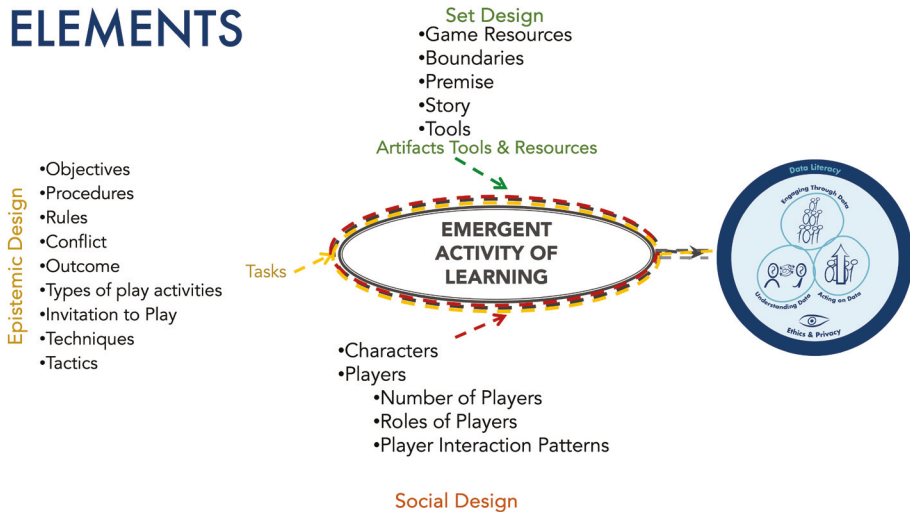 ELEMENTS
Set Design
•Game Resources
•Boundaries
•Premise
•Story
•Tools
Artifacts Tools & Resources
Epistemic Design
•Objectives
•Procedures
•Rules
•Conflict
•Outcome
•Types of play activities
•Invitation to Play
•Techniques
•Tactics
Tasks
EMERGENT
ACTIVITY OF
LEARNING
Data Literacy
Engaging Through Data
Understanding Data
Acting on Data
Ethics & Privacy
•Characters
•Players
•Number of Players
•Roles of Players
•Player Interaction Patterns
Social Design